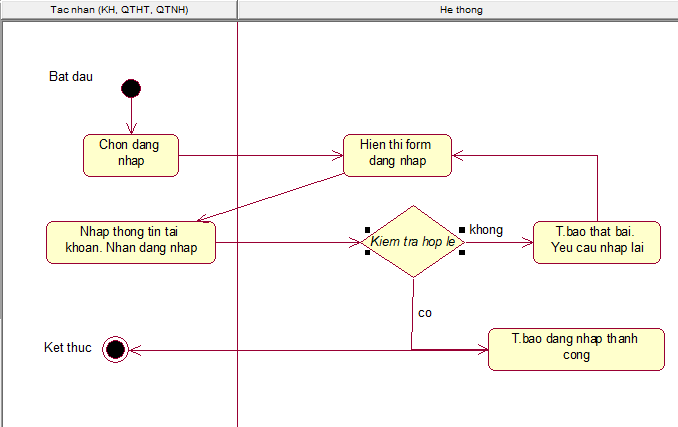 Tac nhan (KH, QTHT, QTNH)
He thong
Bat dau
Chon dang
nhap
Hien thi form
dang nhap
Nhap thong tin tai
khoan. Nhan dang nhap
Kiem tra hop le
khong
T.bao that bai.
Yeu cau nhap lai
co
Ket thuc
T.bao dang nhap thanh
cong